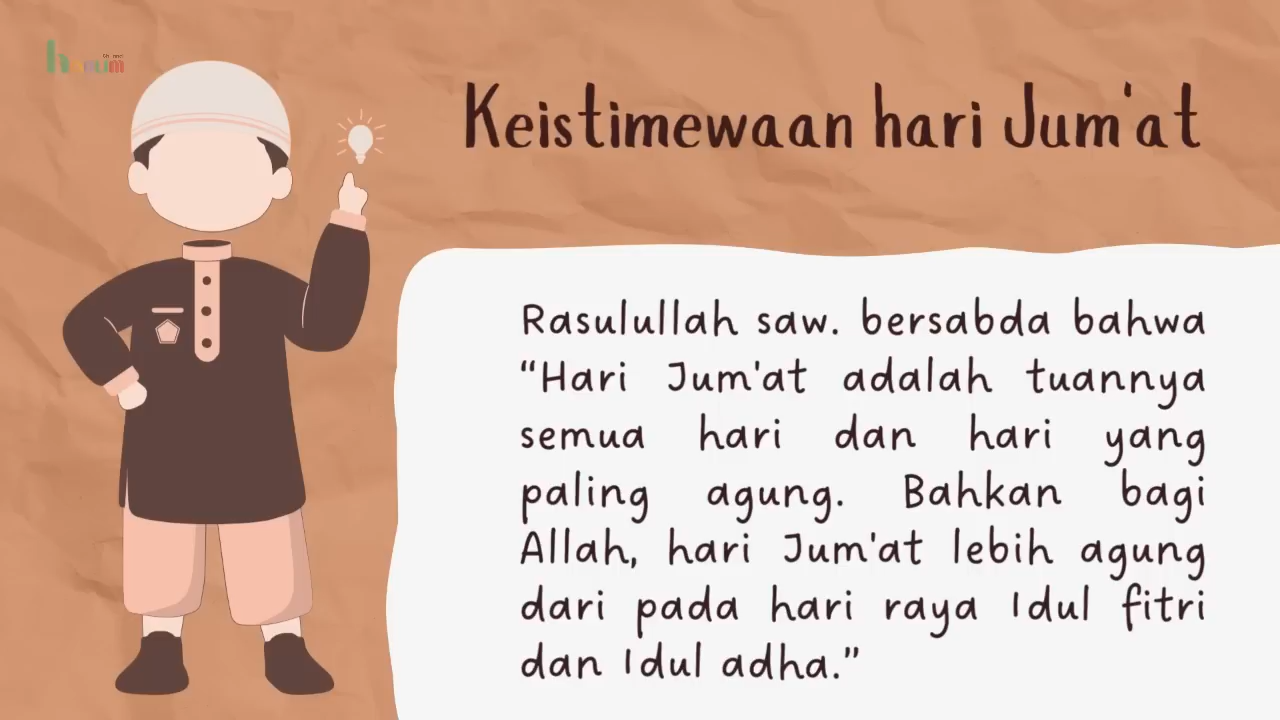 Keistimewaan hari Jum'at
Rasulullah saw. bersabda bahwa
“Hari Jum'at adalah tuannya
semua hari dan hari yang
paling agung. Bahkan bagi
Allah, hari Jum'at lebih agung
dari pada hari raya Idul fitri
dan Idul adha.”